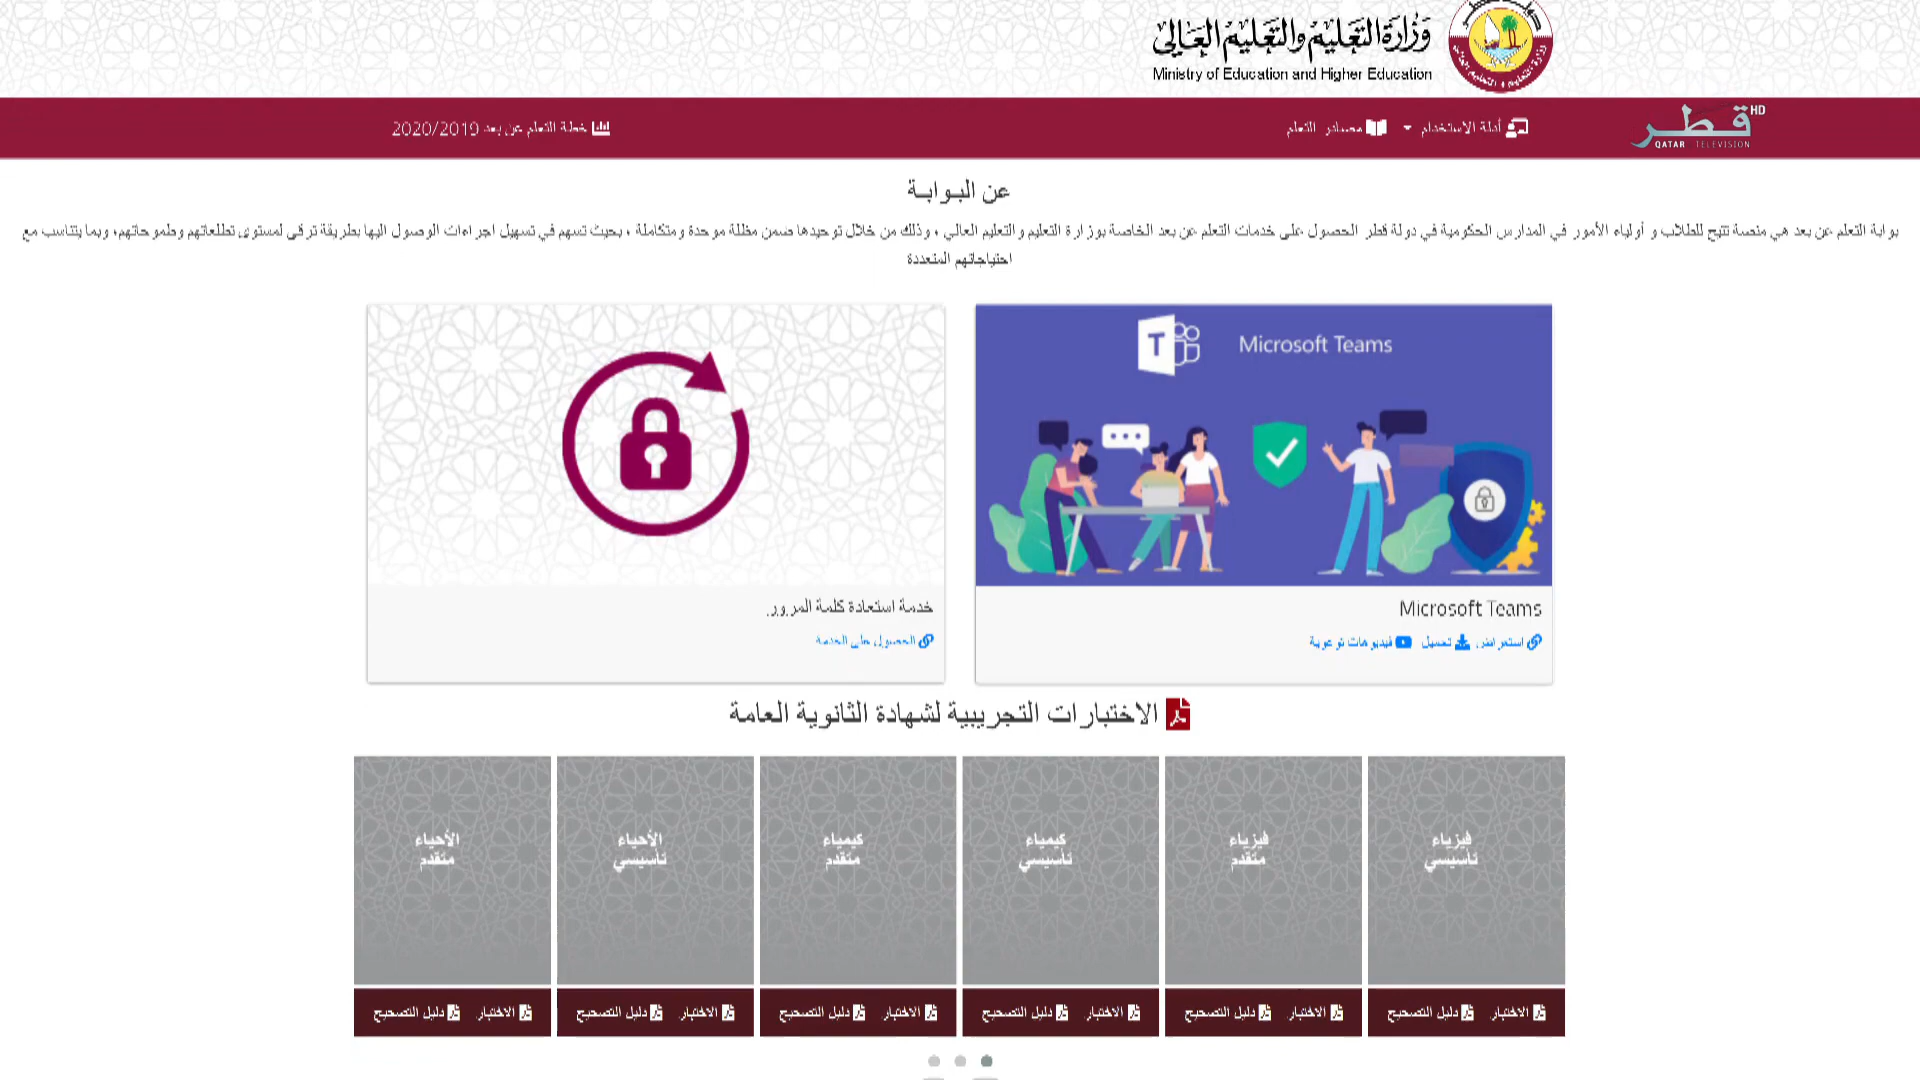 وزارة التعليم والتعليم العالي
Ministry of Education and Higher Education
قطر HD
QATAR TELEVISION
أدلة الاستخدام
مصادر التعلم
خطة التعلم عن بعد 2020/2019
عن البوابة
بوابة التعلم عن بعد هي منصة تتيح للطلاب و أولياء الأمور في المدارس الحكومية في دولة قطر الحصول على خدمات التعلم عن بعد الخاصة بوزارة التعليم والتعليم العالي ، وذلك من خلال توحيدها ضمن مظلة موحدة ومتكاملة ، بحيث تسهم في تسهيل اجراءات الوصول اليها بطريقة ترقى لمستوى تطلعاتهم وطموحاتهم، وبما يتناسب مع
احتياجاتهم المتعددة
Microsoft Teams
Microsoft Teams
استعراض تحميل فيديوهات توعوية
خدمة استعادة كلمة المرور.
الحصول على الخدمة
الاختبارات التجريبية لشهادة الثانوية العامة
فيزياء
تأسيسي
الاختبار دليل التصحيح
فيزياء
متقدم
الاختبار دليل التصحيح
كيمياء
تأسيسي
الاختبار دليل التصحيح
كيمياء
متقدم
الاختبار دليل التصحيح
الأحياء
تأسيسي
الاختبار دليل التصحيح
الأحياء
متقدم
الاختبار دليل التصحيح